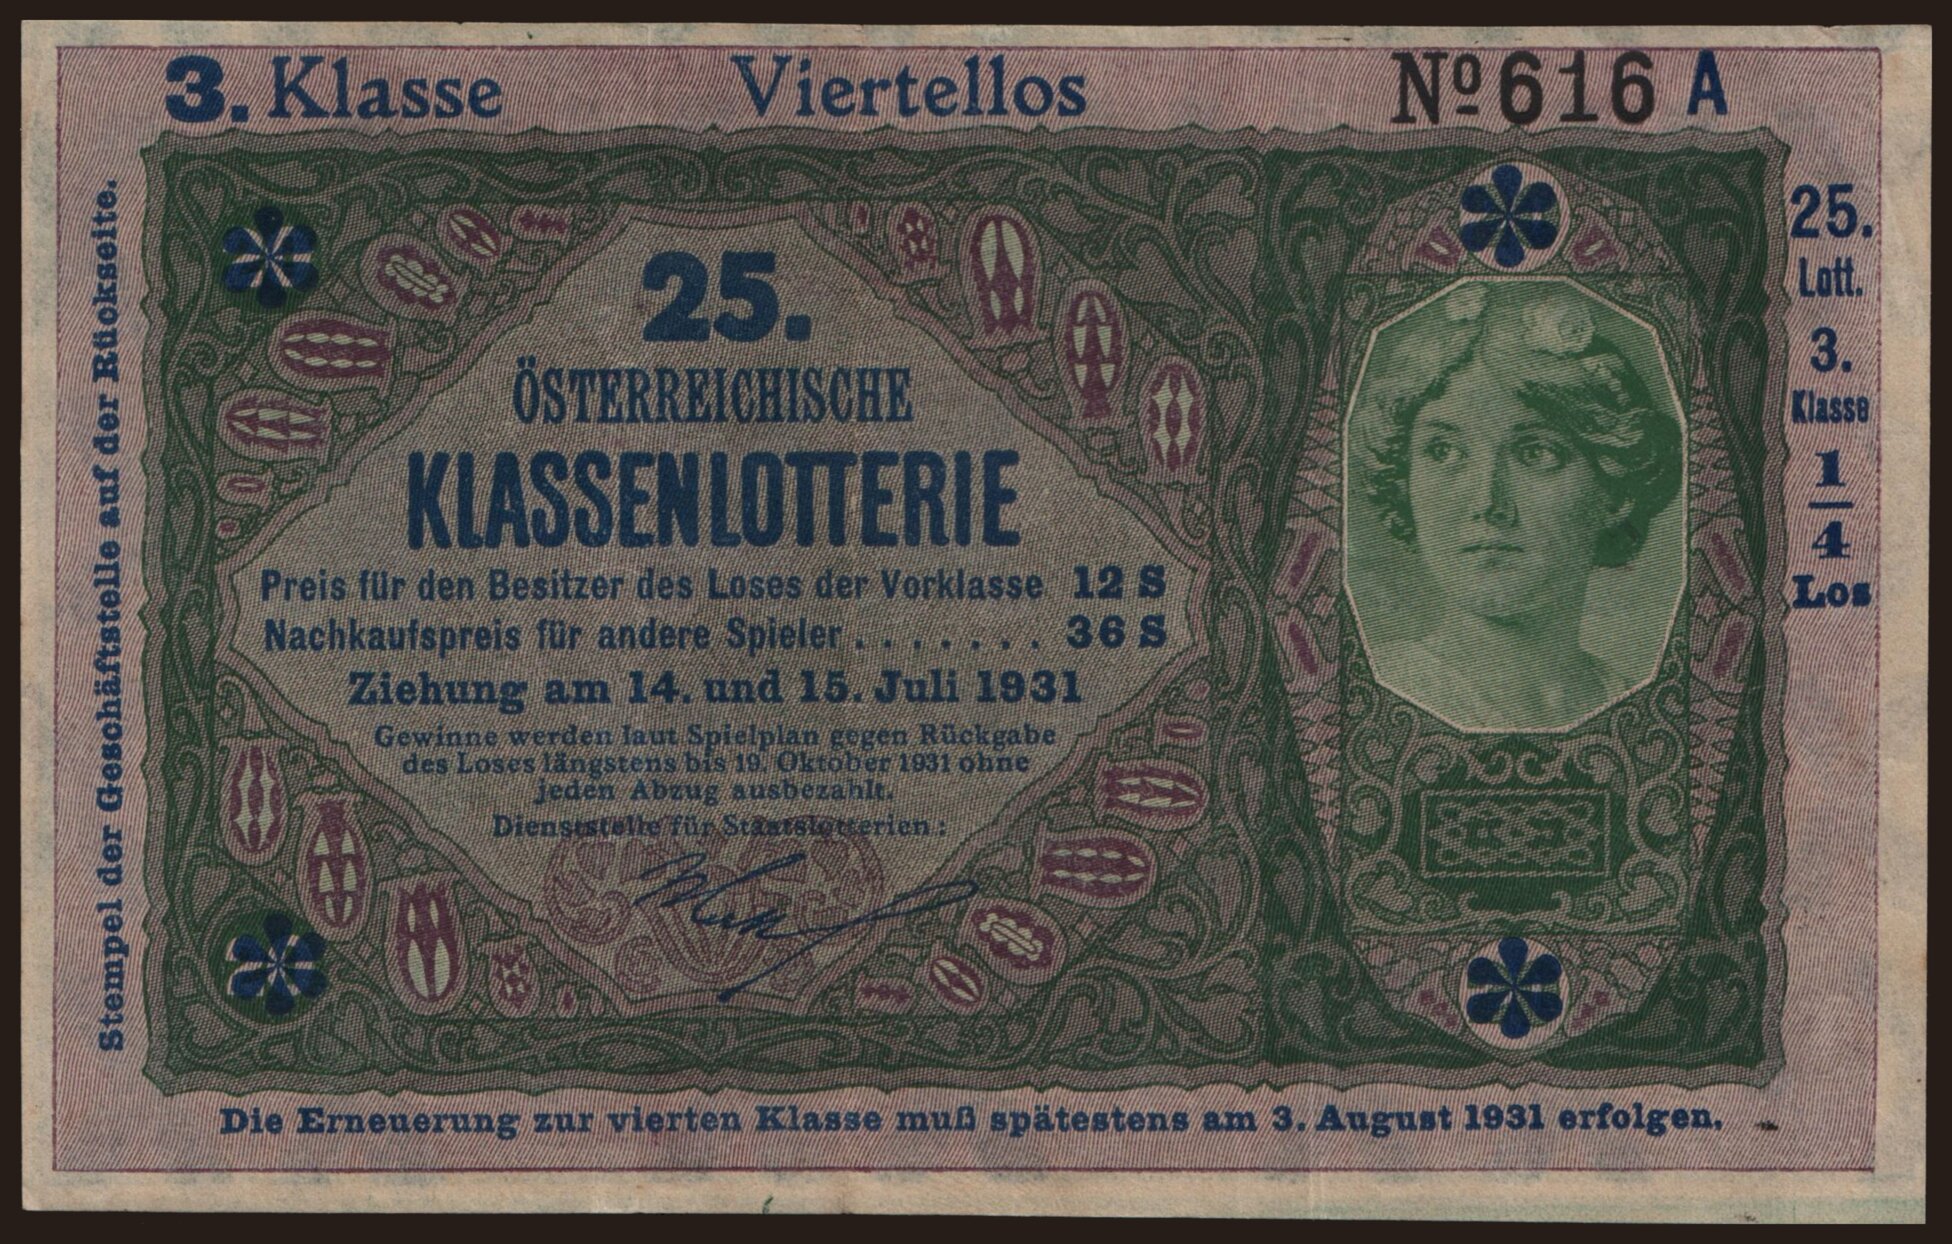 3. Klasse Viertellos Nº 616 A
Stempel der Geschäftsstelle auf der Rückseite.
25.
ÖSTERREICHISCHE
KLASSENLOTTERIE
Preis für den Besitzer des Loses der Vorklasse 12 S
Nachkaufspreis für andere Spieler . . . . . . . 36 S
Ziehung am 14. und 15. Juli 1931
Gewinne werden laut Spielplan gegen Rückgabe
des Loses längstens bis 19. Oktober 1931 ohne
jeden Abzug ausbezahlt.
Dienststelle für Staatslotterien:
25.
Lott.
3.
Klasse
1
4
Los
Die Erneuerung zur vierten Klasse muß spätestens am 3. August 1931 erfolgen.